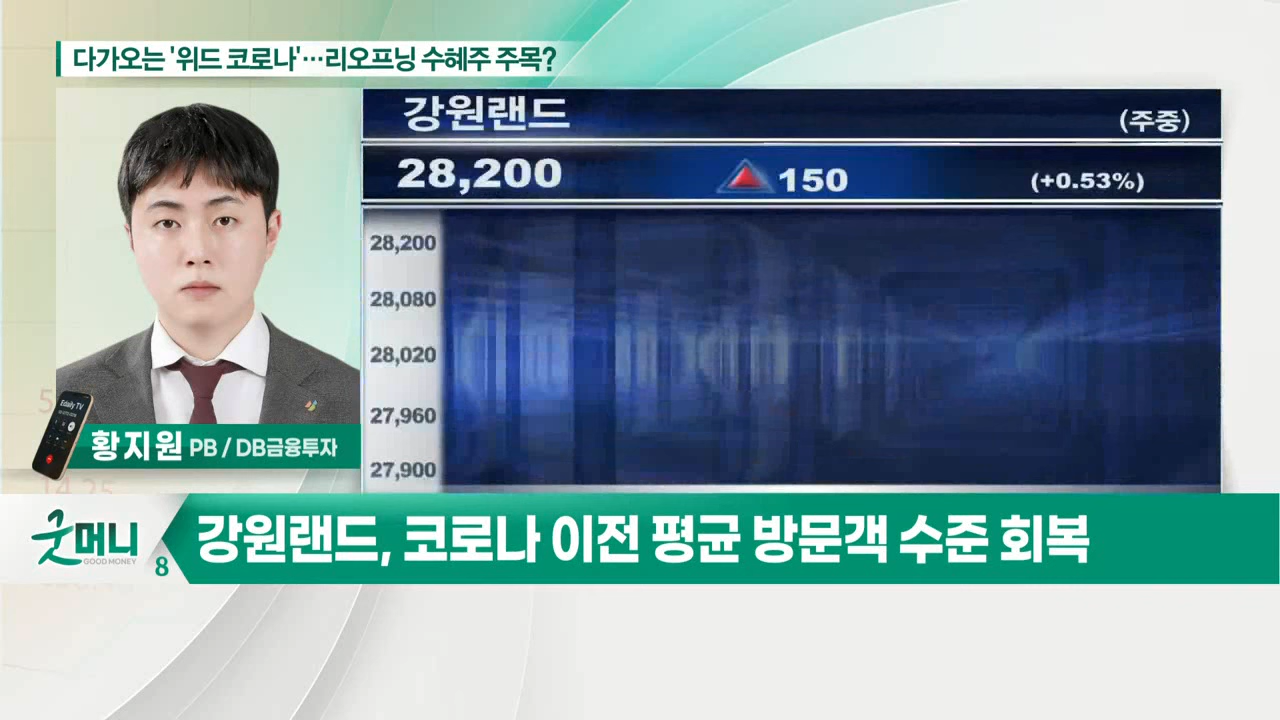 다가오는 '위드 코로나'…리오프닝 수혜주 주목?
강원랜드 (주중)
28,200 150 (+0.53%)
28,200
28,080
28,020
27,960
27,900
Edaily TV
황지원 PB / DB금융투자
굿머니
GOOD MONEY
8
강원랜드, 코로나 이전 평균 방문객 수준 회복